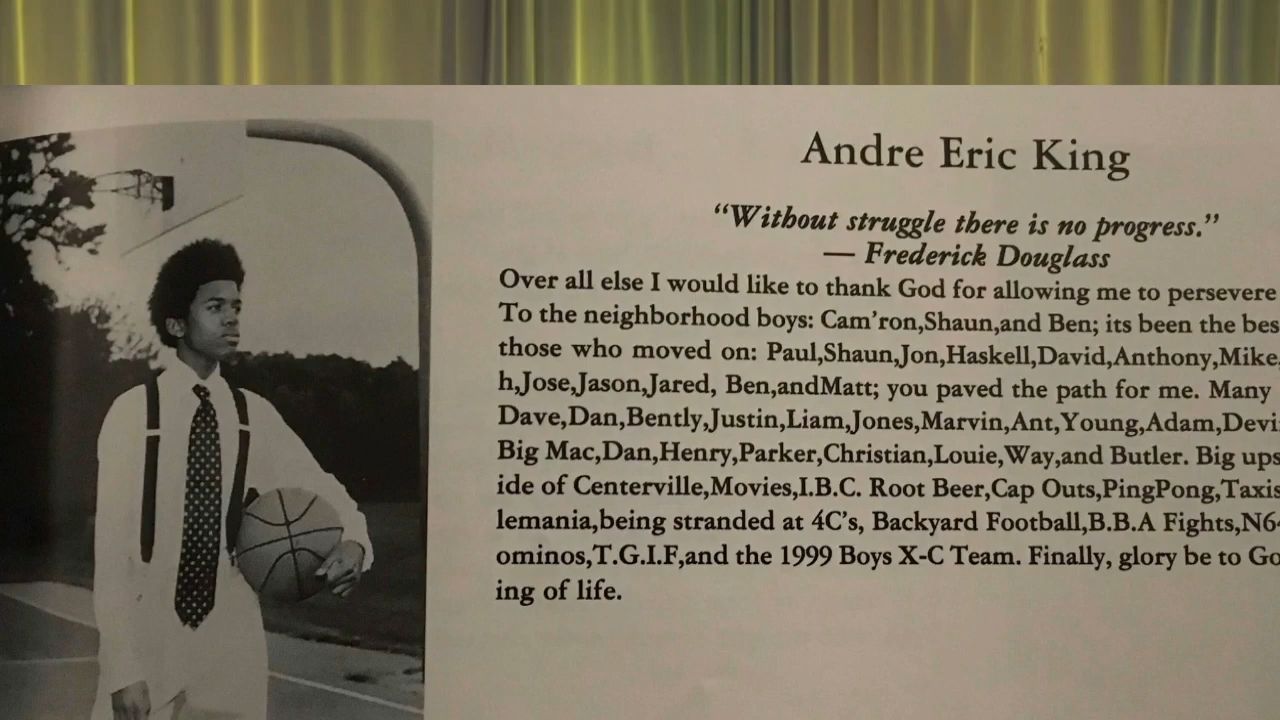 Andre Eric King
“Without struggle there is no progress.”
— Frederick Douglass
Over all else I would like to thank God for allowing me to persevere
To the neighborhood boys: Cam’ron,Shaun,and Ben; its been the bes
those who moved on: Paul,Shaun,Jon,Haskell,David,Anthony,Mike,
h,Jose,Jason,Jared, Ben,andMatt; you paved the path for me. Many
Dave,Dan,Bently,Justin,Liam,Jones,Marvin,Ant,Young,Adam,Devi
Big Mac,Dan,Henry,Parker,Christian,Louie,Way,and Butler. Big ups
ide of Centerville,Movies,I.B.C. Root Beer,Cap Outs,PingPong,Taxis
lemania,being stranded at 4C’s, Backyard Football,B.B.A Fights,N64
ominos,T.G.I.F,and the 1999 Boys X-C Team. Finally, glory be to Go
ing of life.